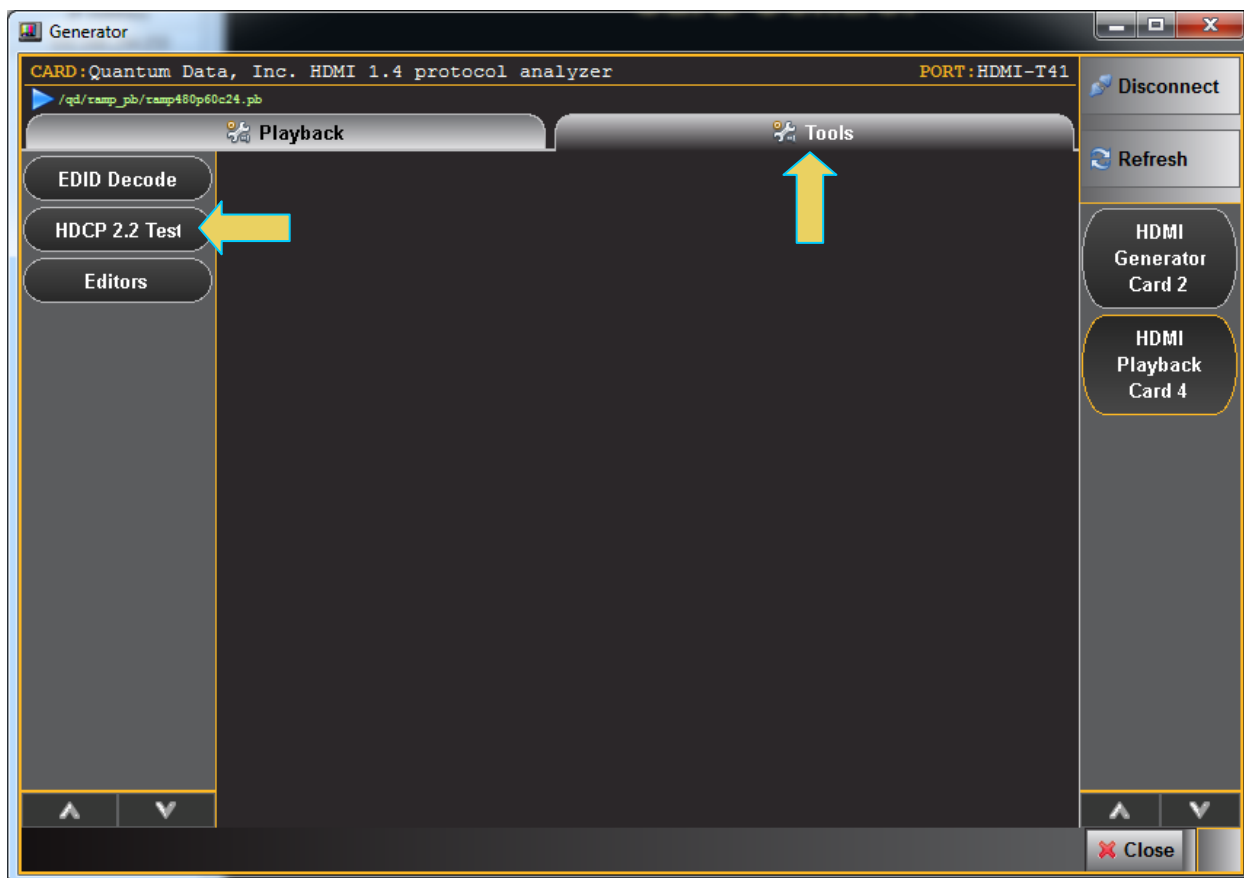 Generator
CARD:Quantum Data, Inc. HDMI 1.4 protocol analyzer PORT:HDMI-T41
/qd/ramp_pb/ramp480p60c24.pb
Playback
Tools
Disconnect
Refresh
EDID Decode
HDCP 2.2 Test
Editors
HDMI
Generator
Card 2
HDMI
Playback
Card 4
Close